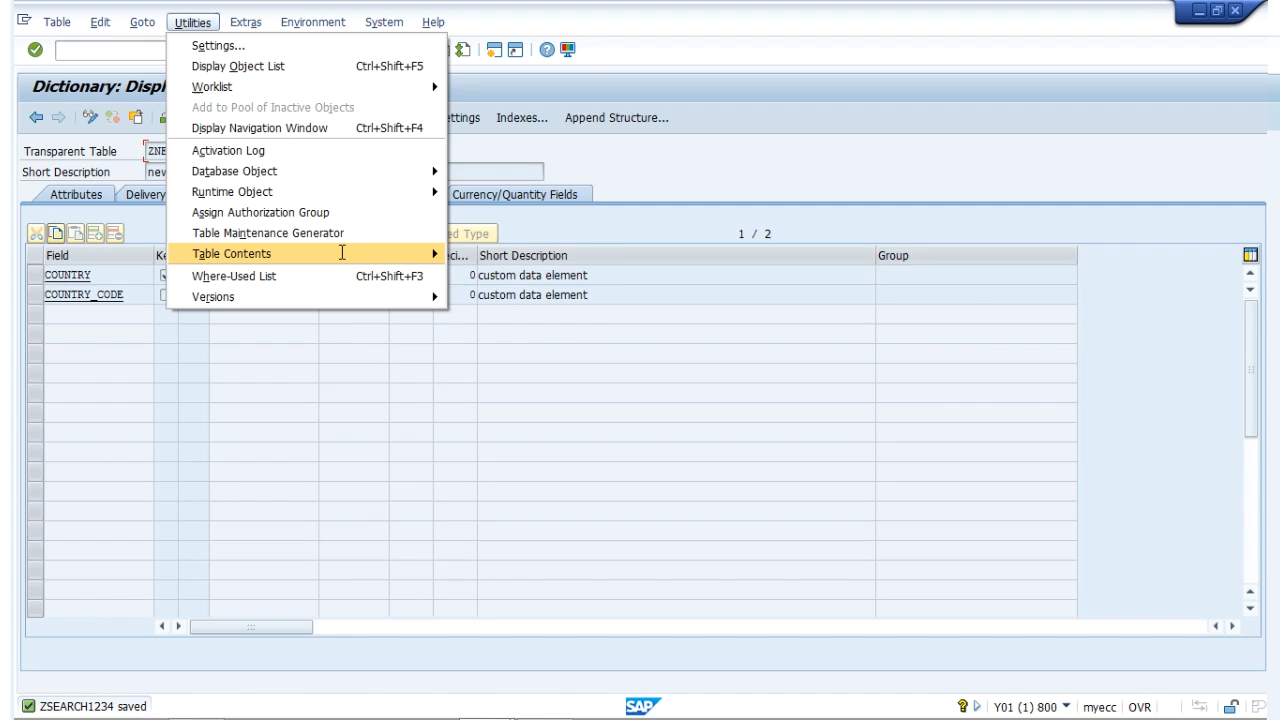 Table Edit Goto Utilities Extras Environment System Help
Settings...
Display Object List Ctrl+Shift+F5
Worklist
Add to Pool of Inactive Objects
Display Navigation Window Ctrl+Shift+F4
Activation Log
Database Object
Runtime Object
Assign Authorization Group
Table Maintenance Generator
Table Contents
Where-Used List Ctrl+Shift+F3
Versions
Dictionary: Displ
ttings Indexes... Append Structure...
Transparent Table ZNE
Short Description new
Attributes Delivery Currency/Quantity Fields
ed Type 1 / 2
Field Ke eci... Short Description Group
COUNTRY 0 custom data element
COUNTRY_CODE 0 custom data element
ZSEARCH1234 saved SAP Y01 (1) 800 myecc OVR